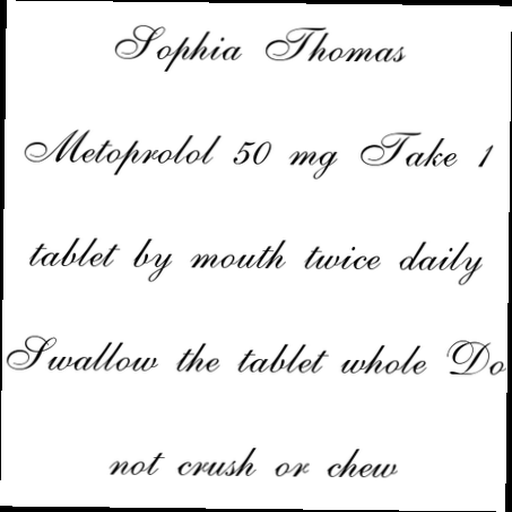 Sophia Thomas
Metoprolol 50 mg Take 1
tablet by mouth twice daily
Swallow the tablet whole Do
not crush or chew